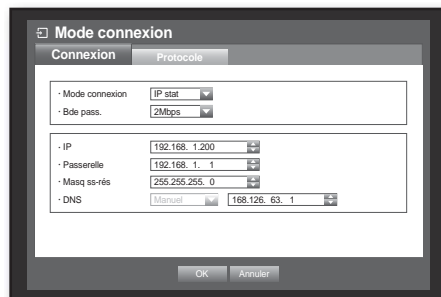 Mode connexion
Connexion Protocole
· Mode connexion IP stat
· Bde pass. 2Mbps
· IP 192.168. 1.200
· Passerelle 192.168. 1. 1
· Masq ss-rés 255.255.255. 0
· DNS Manuel 168.126. 63. 1
OK Annuler